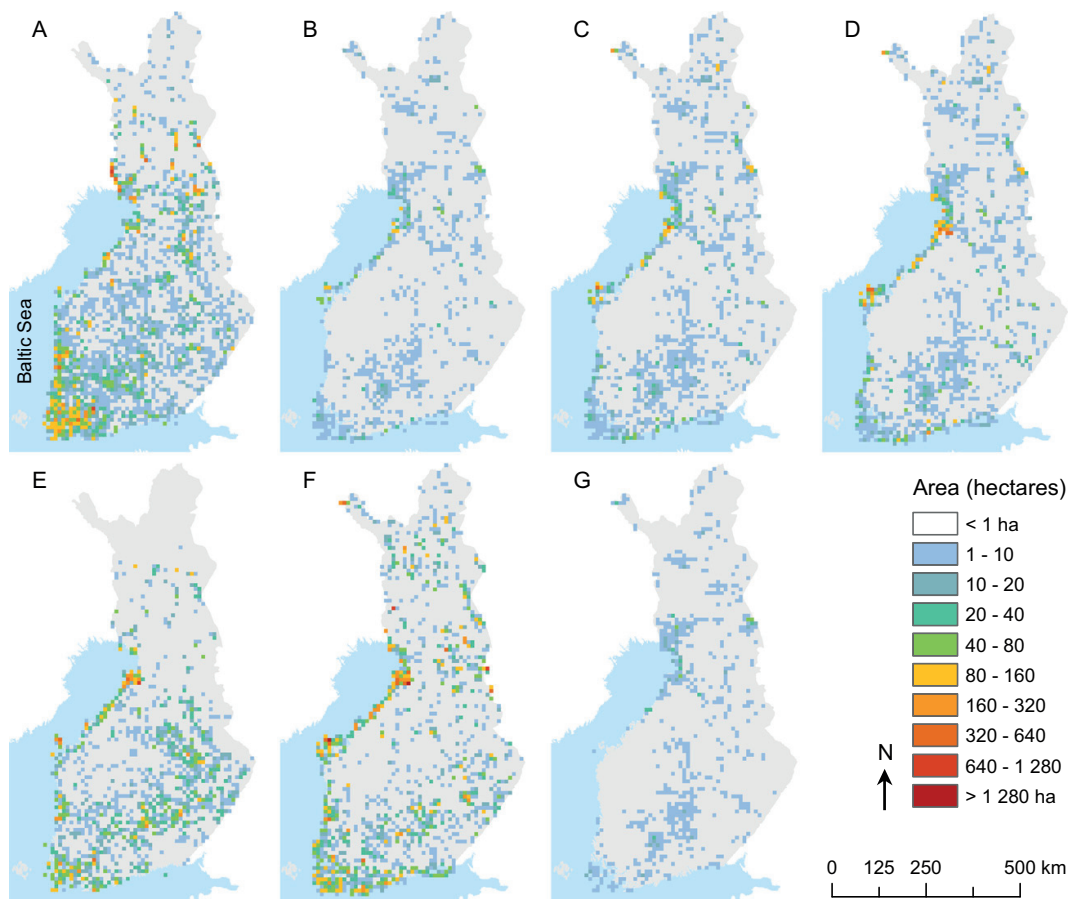 A
B
C
D
Baltic Sea
E
F
G
Area (hectares)
< 1 ha
1 - 10
10 - 20
20 - 40
40 - 80
80 - 160
160 - 320
320 - 640
640 - 1 280
> 1 280 ha
N
0 125 250 500 km